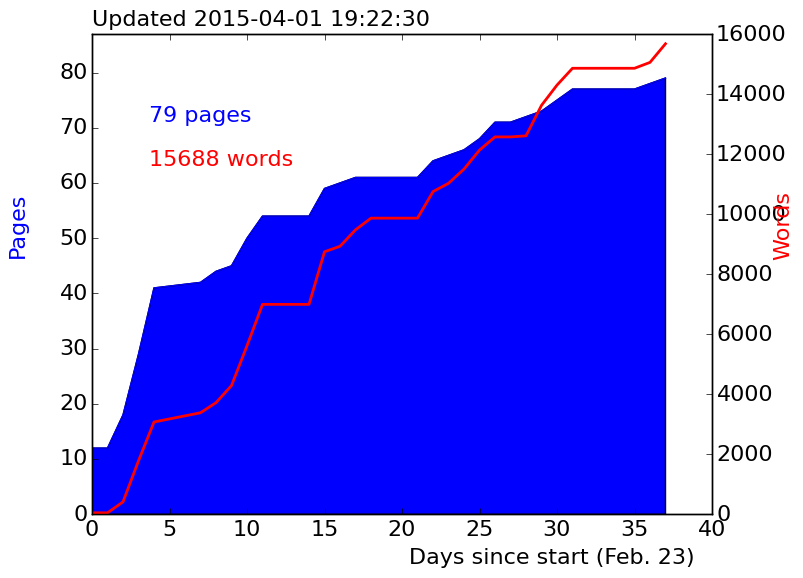 Updated 2015-04-01 19:22:30
79 pages
15688 words
Pages
Words
80
70
60
50
40
30
20
10
0
16000
14000
12000
10000
8000
6000
4000
2000
0
0 5 10 15 20 25 30 35 40
Days since start (Feb. 23)